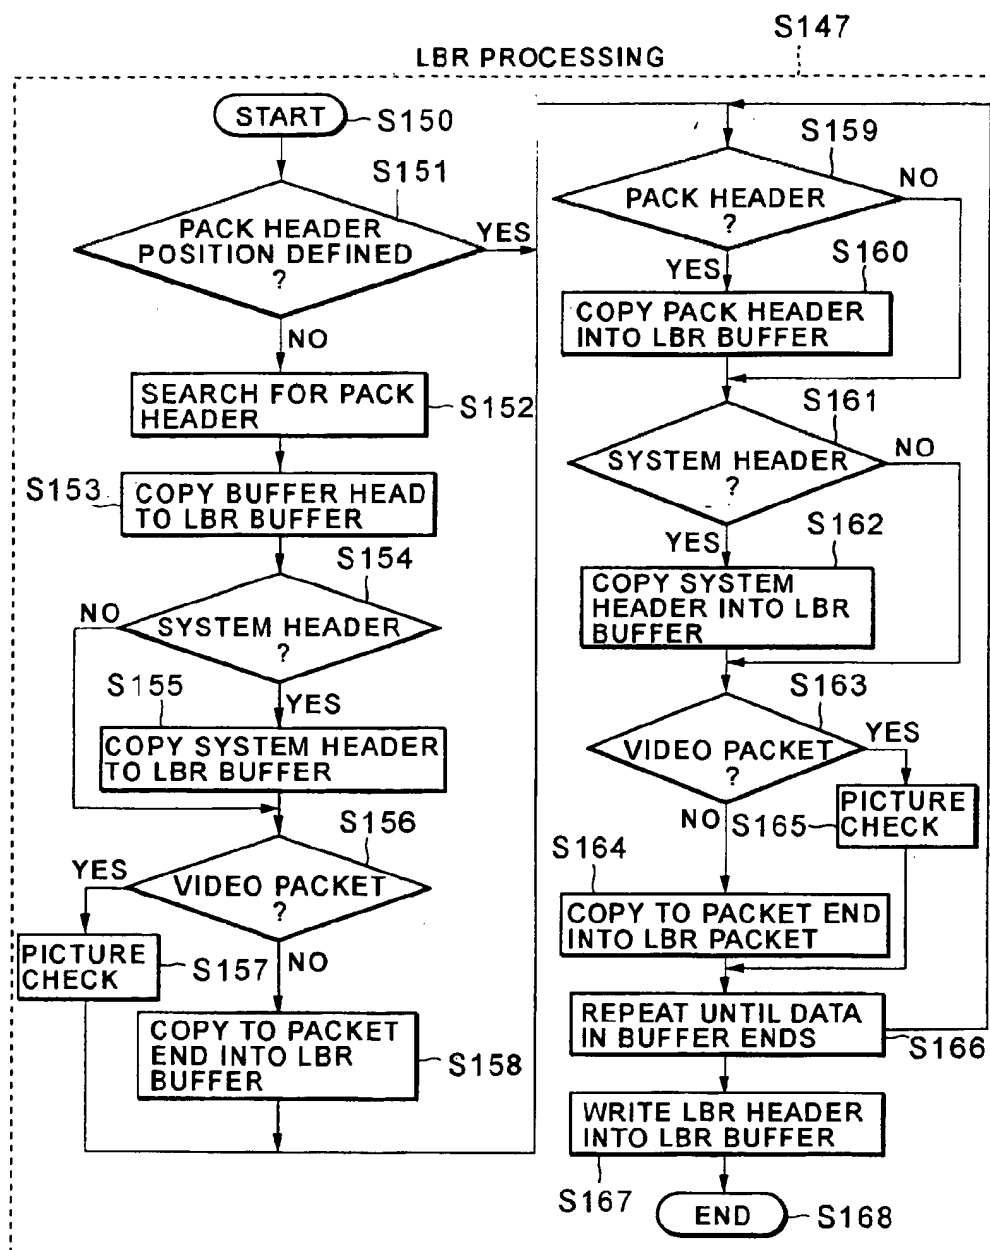 S147
LBR PROCESSING
START
S150
S151
PACK HEADER
POSITION DEFINED
?
YES
NO
SEARCH FOR PACK
HEADER
S152
S153
COPY BUFFER HEAD
TO LBR BUFFER
S154
NO
SYSTEM HEADER
?
S155
YES
COPY SYSTEM HEADER
TO LBR BUFFER
S156
YES
VIDEO PACKET
?
PICTURE
CHECK
S157
NO
COPY TO PACKET
END INTO LBR
BUFFER
S158
S159
PACK HEADER
?
NO
YES
S160
COPY PACK HEADER
INTO LBR BUFFER
S161
SYSTEM HEADER
?
NO
YES
S162
COPY SYSTEM
HEADER INTO LBR
BUFFER
S163
VIDEO PACKET
?
YES
NO
S165
PICTURE
CHECK
S164
COPY TO PACKET END
INTO LBR PACKET
REPEAT UNTIL DATA
IN BUFFER ENDS
S166
WRITE LBR HEADER
INTO LBR BUFFER
S167
END
S168